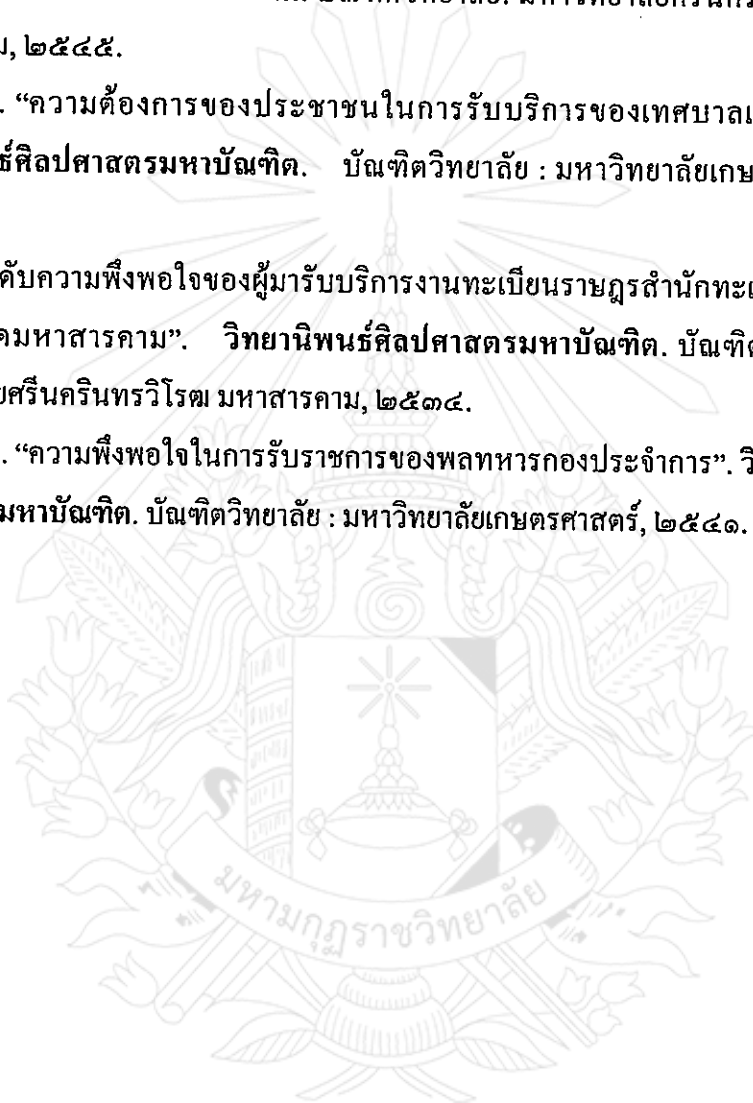 ม, ๒๕๔๕.
. “ความต้องการของประชาชนในการรับบริการของเทศบาลเ
ธ์ศิลปศาสตรมหาบัณฑิต. บัณฑิตวิทยาลัย : มหาวิทยาลัยเกษ
ดับความพึงพอใจของผู้มารับบริการงานทะเบียนราษฎรสำนักทะเ
คมหาสารคาม”. วิทยานิพนธ์ศิลปศาสตรมหาบัณฑิต. บัณฑิต
ยศรีนครินทรวิโรฒ มหาสารคาม, ๒๕๓๔.
. “ความพึงพอใจในการรับราชการของพลทหารกองประจำการ”. วิ
มหาบัณฑิต. บัณฑิตวิทยาลัย : มหาวิทยาลัยเกษตรศาสตร์, ๒๕๔๑.
มหามกุฏราชวิทยาลัย